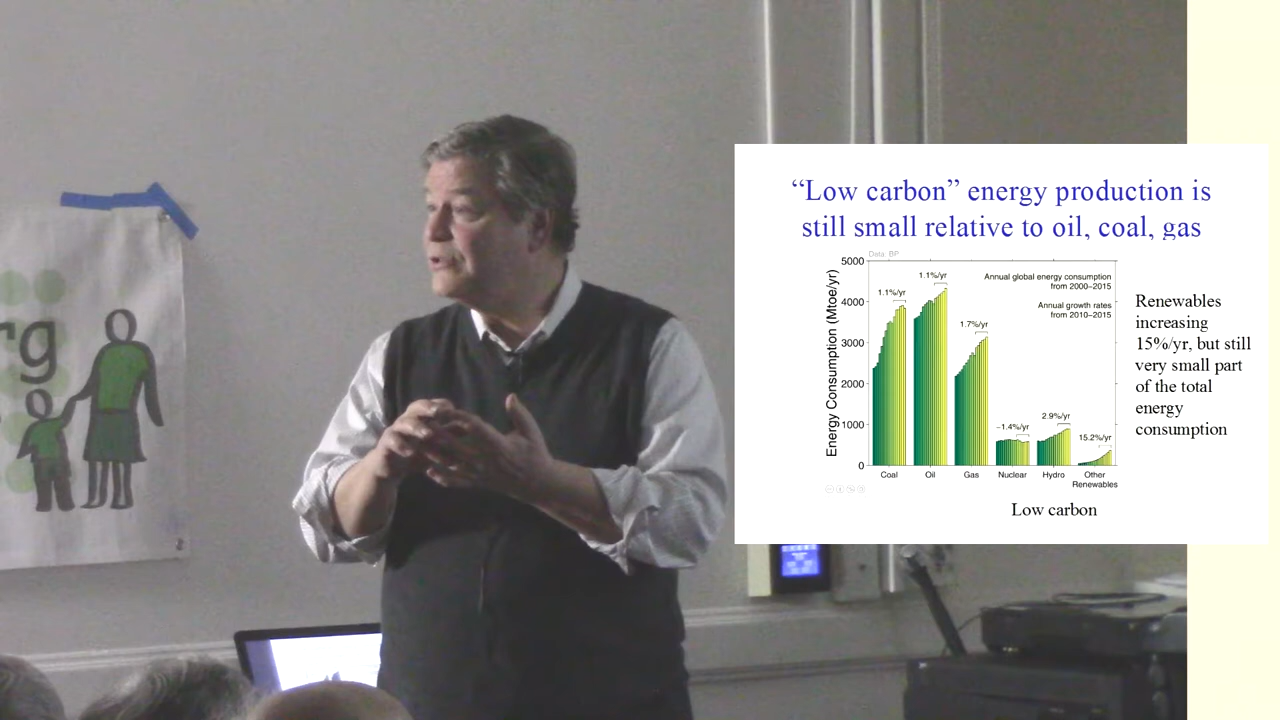 rg
“Low carbon” energy production is
still small relative to oil, coal, gas
Data: BP
Energy Consumption (Mtoe/yr)
5000
4000
3000
2000
1000
0
1.1%/yr
1.1%/yr
1.7%/yr
−1.4%/yr
2.9%/yr
15.2%/yr
Annual global energy consumption
from 2000–2015
Annual growth rates
from 2010–2015
Coal
Oil
Gas
Nuclear
Hydro
Other
Renewables
Low carbon
Renewables
increasing
15%/yr, but still
very small part
of the total
energy
consumption